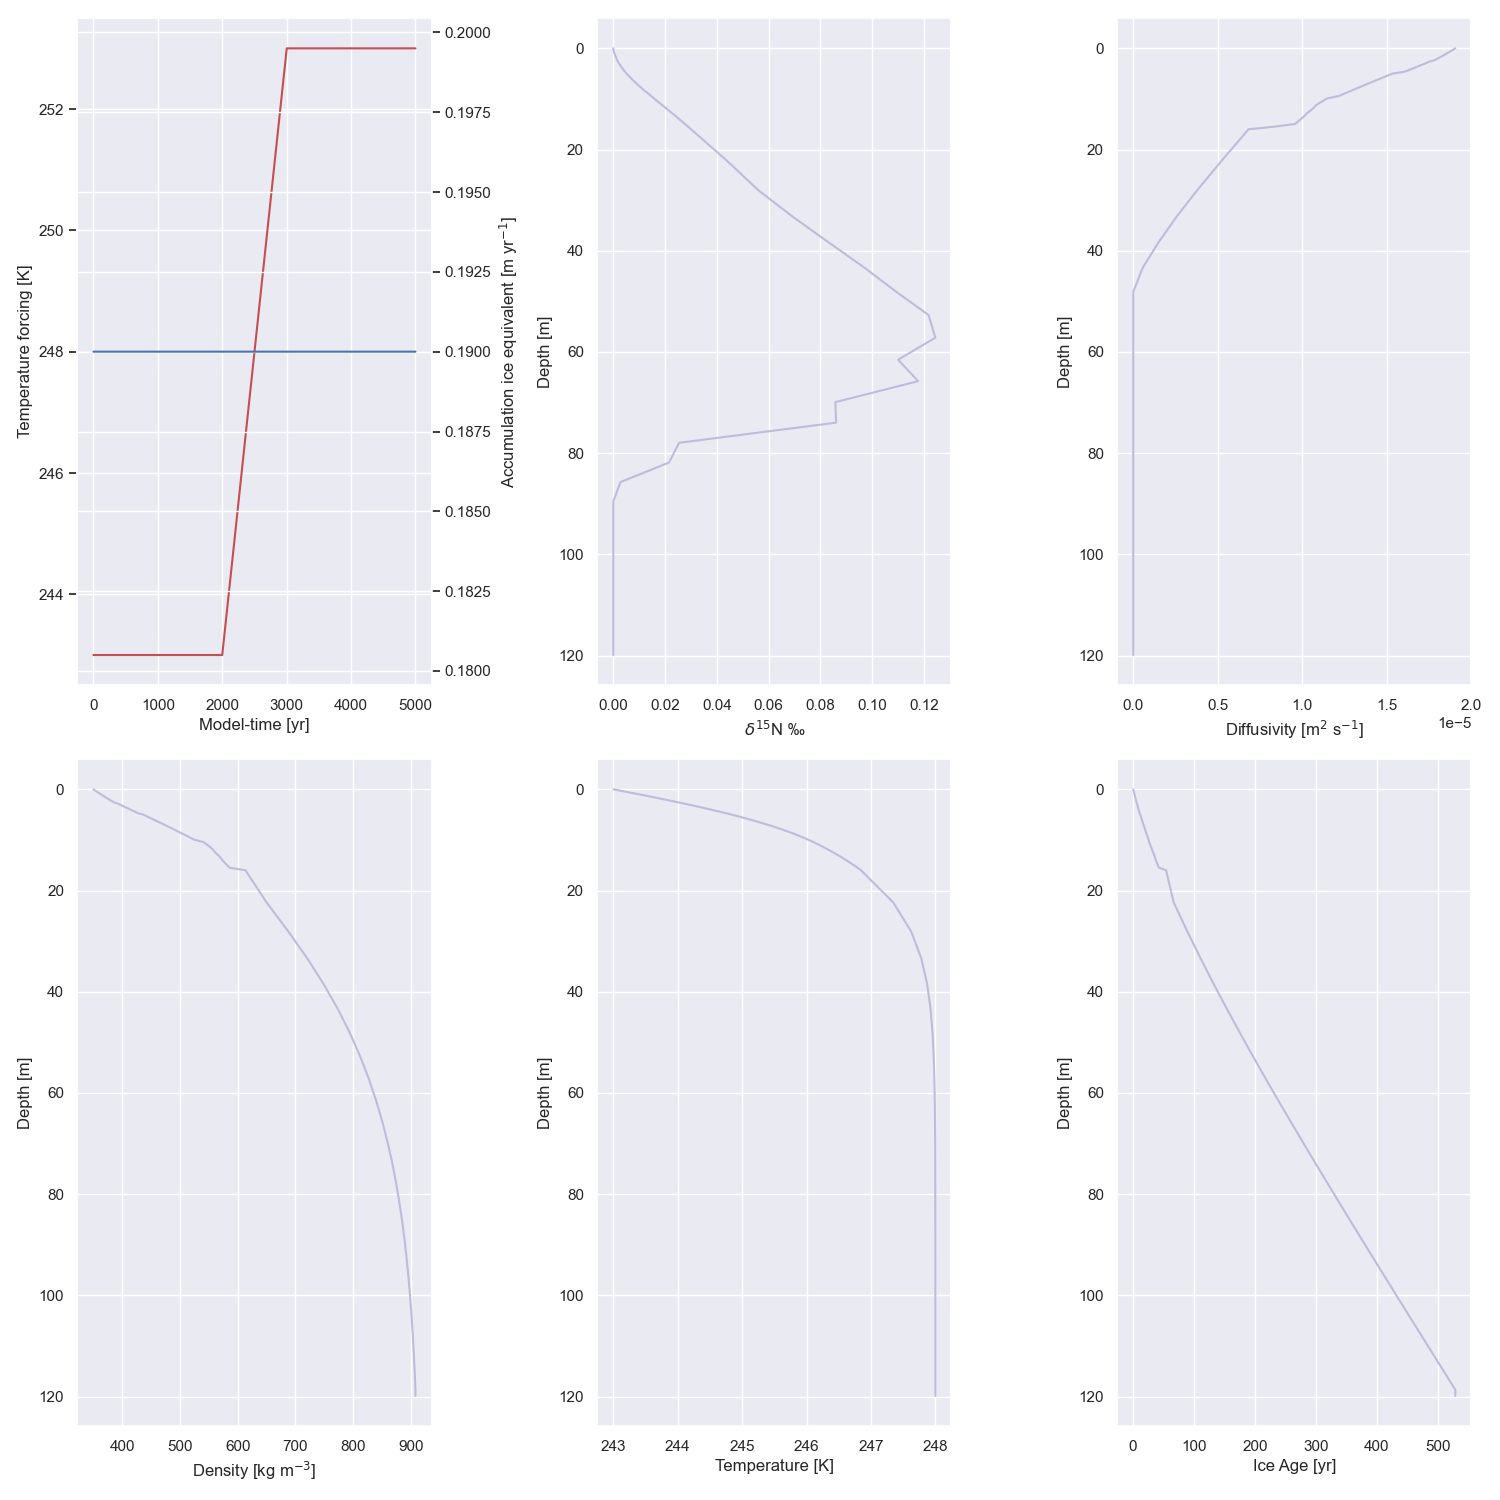 252
250
248
246
244
Temperature forcing [K]
0 1000 2000 3000 4000 5000
Model-time [yr]
0.2000
0.1975
0.1950
0.1925
0.1900
0.1875
0.1850
0.1825
0.1800
Accumulation ice equivalent [m yr⁻¹]
0
20
40
60
80
100
120
Depth [m]
0.00 0.02 0.04 0.06 0.08 0.10 0.12
δ¹⁵N ‰
0
20
40
60
80
100
120
Depth [m]
0.0 0.5 1.0 1.5 2.0
1e−5
Diffusivity [m² s⁻¹]
0
20
40
60
80
100
120
Depth [m]
400 500 600 700 800 900
Density [kg m⁻³]
0
20
40
60
80
100
120
Depth [m]
243 244 245 246 247 248
Temperature [K]
0
20
40
60
80
100
120
Depth [m]
0 100 200 300 400 500
Ice Age [yr]